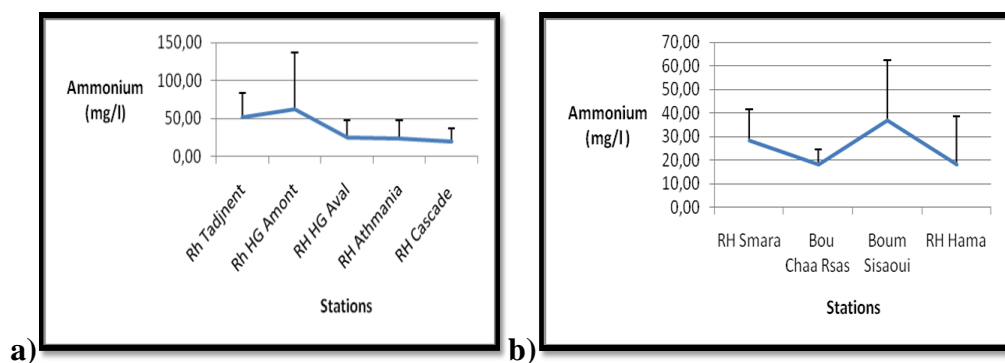 150,00
100,00
50,00
0,00
Ammonium
(mg/l)
Rh Tadjnent
Rh HG Amont
RH HG Aval
RH Athmania
RH Cascade
Stations
a)
70,00
60,00
50,00
40,00
30,00
20,00
10,00
0,00
Ammonium
(mg/l)
RH Smara
Bou
Chaa Rsas
Boum
Sisaoui
RH Hama
Stations
b)